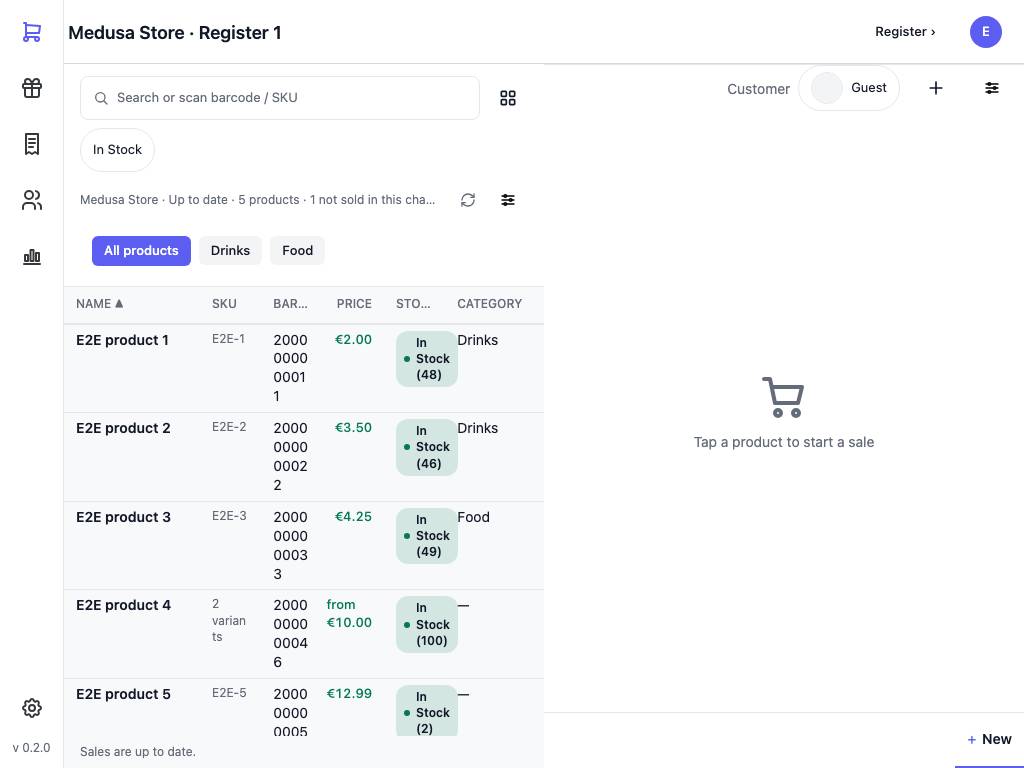 Medusa Store · Register 1
Register ›
E
Search or scan barcode / SKU
Customer
Guest
In Stock
Medusa Store · Up to date · 5 products · 1 not sold in this cha...
All products
Drinks
Food
NAME ▲ SKU BAR... PRICE STO... CATEGORY
E2E product 1
E2E-1
2000
0000
0001
1
€2.00
In
Stock
(48)
Drinks
E2E product 2
E2E-2
2000
0000
0002
2
€3.50
In
Stock
(46)
Drinks
E2E product 3
E2E-3
2000
0000
0003
3
€4.25
In
Stock
(49)
Food
E2E product 4
2
varian
ts
2000
0000
0004
6
from
€10.00
In
Stock
(100)
—
E2E product 5
E2E-5
2000
0000
0005
€12.99
In
Stock
(2)
—
Tap a product to start a sale
Sales are up to date.
v 0.2.0
+ New